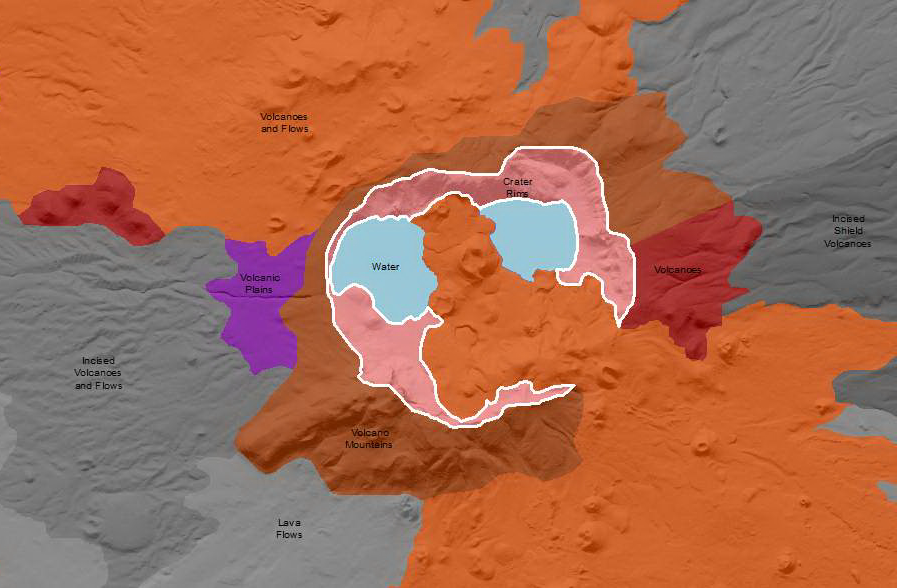 Volcanoes
and Flows
Crater
Rims
Incised
Shield
Volcanoes
Water
Volcanoes
Volcanic
Plains
Incised
Volcanoes
and Flows
Volcano
Mountains
Lava
Flows